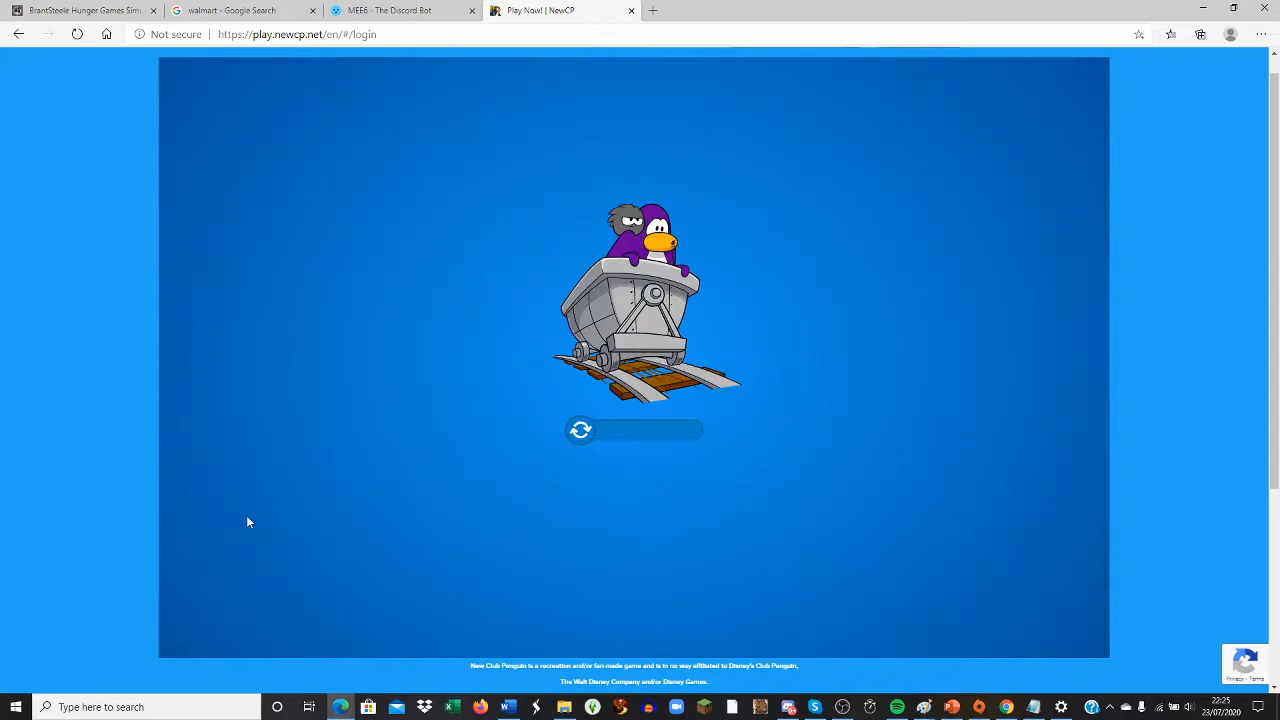 BrantSteele Hunger Games Simu
walmart - Google Search
MEE6 - The Discord Bot
Play Now! | NewCP
Not secure
https://play.newcp.net/en/#/login
New Club Penguin is a recreation and/or fan-made game and is in no way affiliated to Disney's Club Penguin,
The Walt Disney Company and/or Disney Games.
Privacy - Terms
Type here to search
22:25
23/07/2020